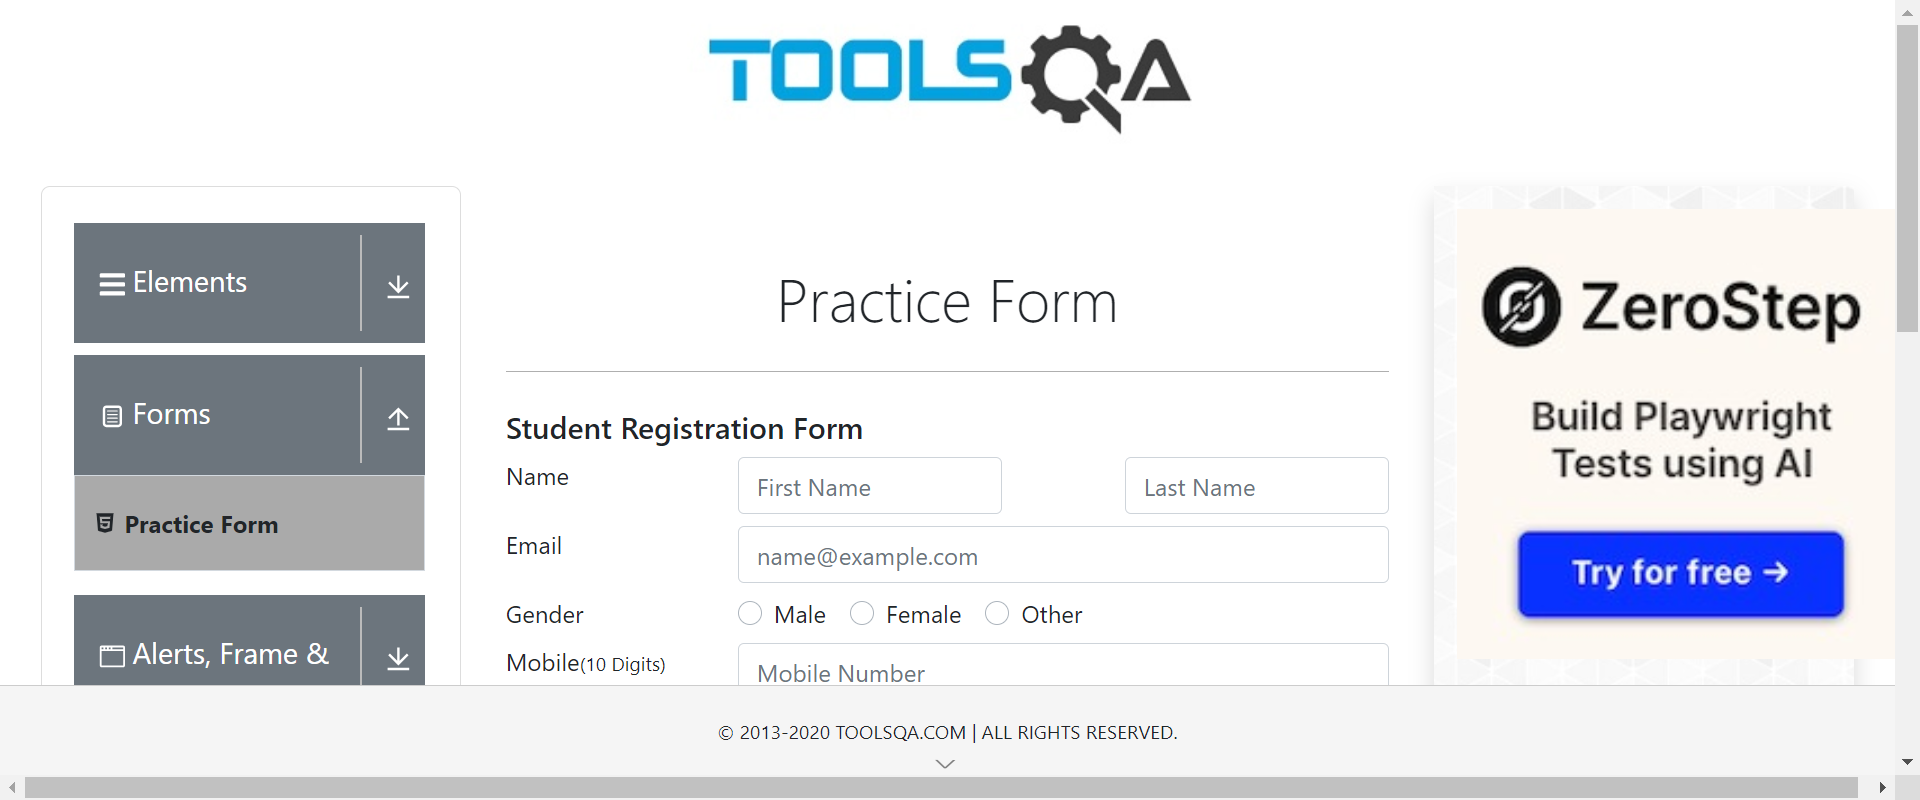 TOOLSQA
Elements
Forms
Practice Form
Alerts, Frame &
Practice Form
Student Registration Form
Name
First Name
Last Name
Email
name@example.com
Gender
Male
Female
Other
Mobile(10 Digits)
Mobile Number
ZeroStep
Build Playwright
Tests using AI
Try for free →
© 2013-2020 TOOLSQA.COM | ALL RIGHTS RESERVED.